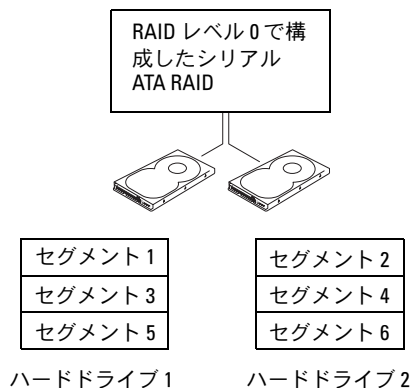 RAID レベル 0 で構
成したシリアル
ATA RAID
セグメント 1
セグメント 2
セグメント 3
セグメント 4
セグメント 5
セグメント 6
ハードドライブ 1
ハードドライブ 2